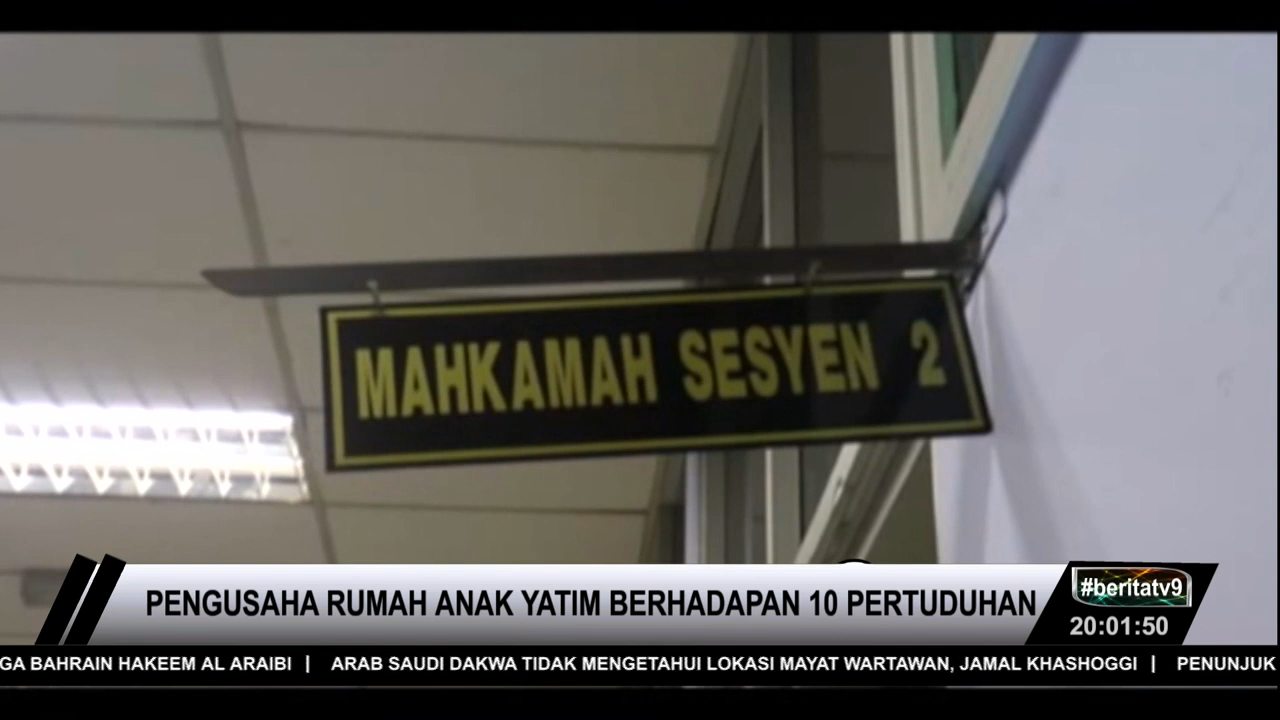 MAHKAMAH SESYEN 2
PENGUSAHA RUMAH ANAK YATIM BERHADAPAN 10 PERTUDUHAN
#beritatv9
20:01:50
GA BAHRAIN HAKEEM AL ARAIBI | ARAB SAUDI DAKWA TIDAK MENGETAHUI LOKASI MAYAT WARTAWAN, JAMAL KHASHOGGI | PENUNJUK